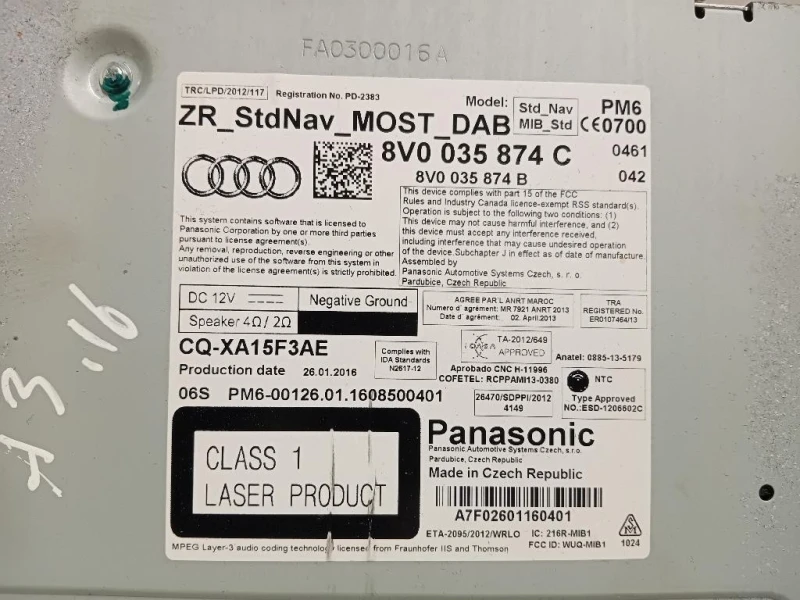 FA0300016A
TRC/LPD/2012/117
Registration No. PD-2383
Model:
Std_Nav
MIB_Std
PM6
CE0700
ZR_StdNav_MOST_DAB
8V0 035 874 C
0461
8V0 035 874 B
042
This system contains software that is licensed to
Panasonic Corporation by one or more third parties
pursuant to license agreement(s).
Any removal, reproduction, reverse engineering or other
unauthorized use of the software from this system in
violation of the license agreement(s) is strictly prohibited.
This device complies with part 15 of the FCC
Rules and Industry Canada licence-exempt RSS standard(s).
Operation is subject to the following two conditions: (1)
This device may not cause harmful interference, and (2)
this device must accept any interference received,
including interference that may cause undesired operation
of the device. Subchapter J in effect as of date of manufacture.
Assembled by
Panasonic Automotive Systems Czech, s. r. o.
Pardubice, Czech Republic
DC 12V
Negative Ground
Speaker 4Ω/ 2Ω
AGREE PAR L'ANRT MAROC
Numero d'agrement: MR 7921 ANRT 2013
Date d'agrément: 02. April.2013
TRA
REGISTERED No.
ER0107464/13
CQ-XA15F3AE
Production date 26.01.2016
Complies with
IDA Standards
N2617-12
TA-2012/649
APPROVED
Anatel: 0885-13-5179
Aprobado CNC H-11996
COFETEL: RCPPAMI13-0380
NTC
Type Approved
NO.:ESD-1206602C
06S PM6-00126.01.1608500401
26470/SDPPI/2012
4149
CLASS 1
LASER PRODUCT
Panasonic
Panasonic Automotive Systems Czech, s.r.o.
Pardubice, Czech Republic
Made in Czech Republic
A7F02601160401
ETA-2095/2012/WRLO
IC: 216R-MIB1
FCC ID: WUQ-MIB1
1024
MPEG Layer-3 audio coding technology licensed from Fraunhofer IIS and Thomson
A3 '16